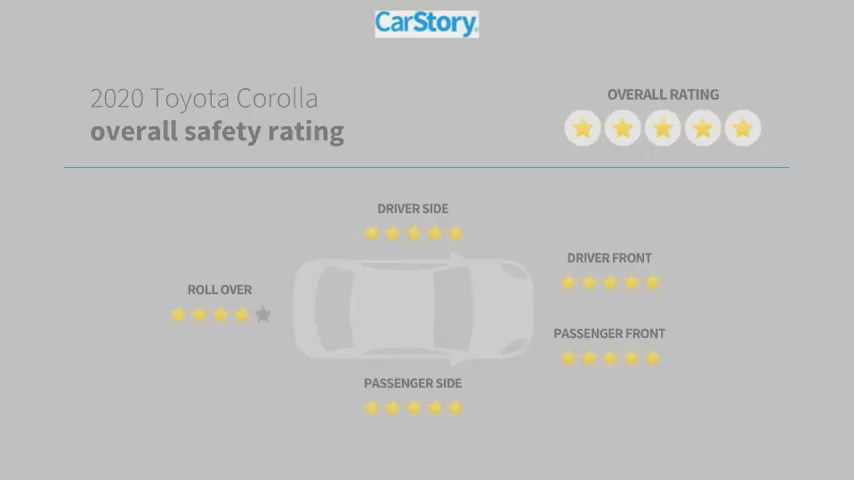 CarStory
2020 Toyota Corolla
overall safety rating
OVERALL RATING
DRIVER SIDE
DRIVER FRONT
ROLL OVER
PASSENGER FRONT
PASSENGER SIDE